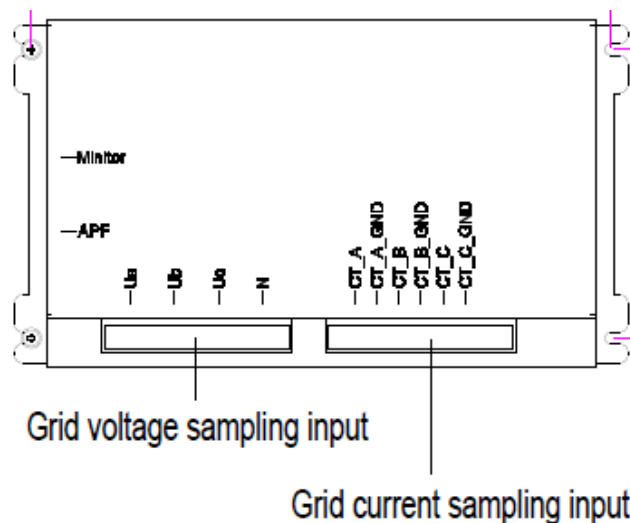 Minitor
APF
Ua
Ub
Uc
N
CT_A
CT_A_GND
CT_B
CT_B_GND
CT_C
CT_C_GND
Grid voltage sampling input
Grid current sampling input